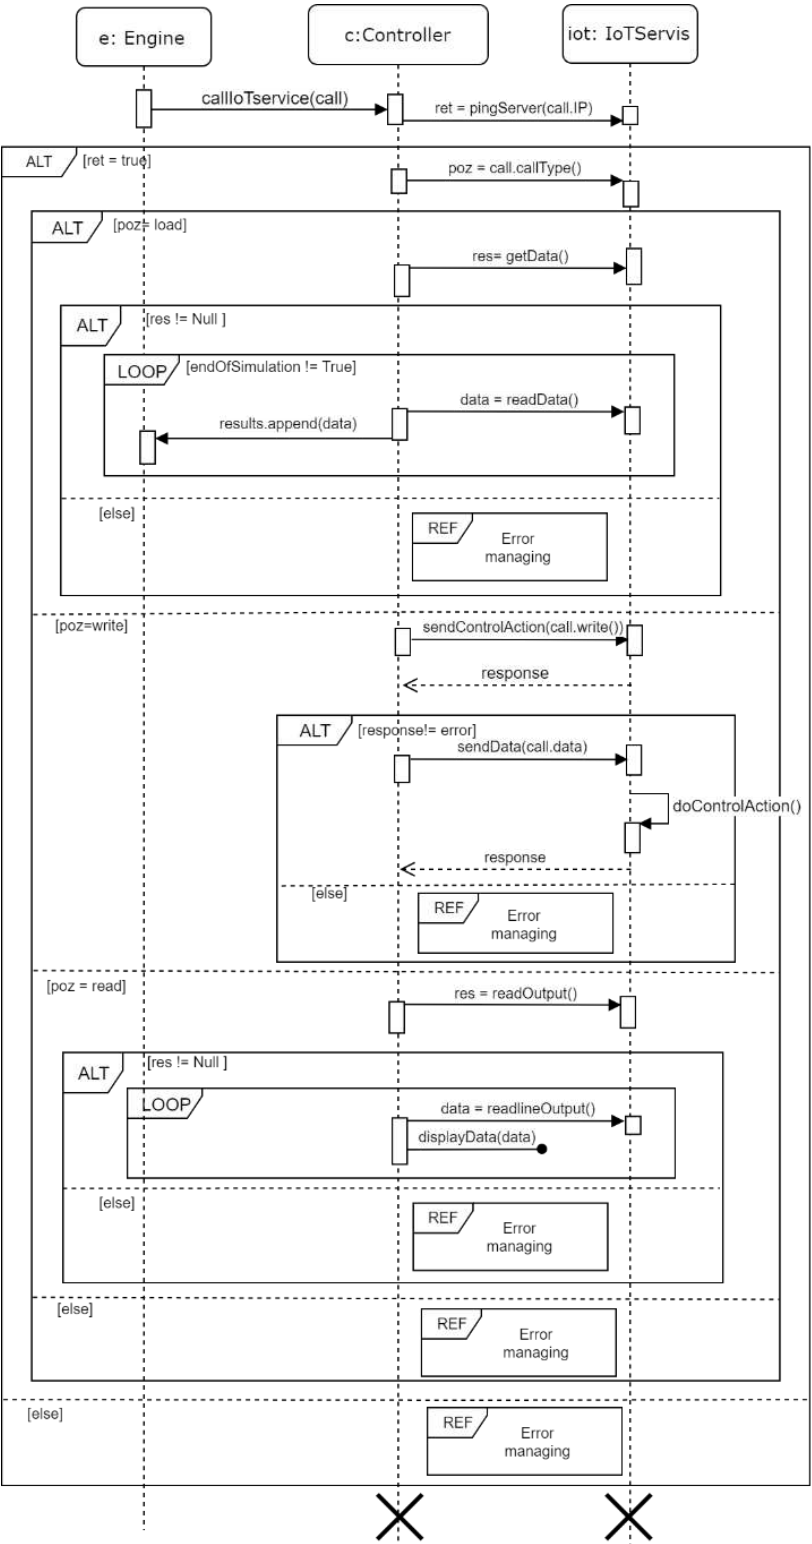 e: Engine
c:Controller
iot: IoTServis
callIoTservice(call)
ret = pingServer(call.IP)
ALT
[ret = true]
poz = call.callType()
ALT
[poz= load]
res= getData()
ALT
[res != Null ]
LOOP
[endOfSimulation != True]
data = readData()
results.append(data)
[else]
REF
Error
managing
[poz=write]
sendControlAction(call.write())
response
ALT
[response!= error]
sendData(call.data)
doControlAction()
response
[else]
REF
Error
managing
[poz = read]
res = readOutput()
ALT
[res != Null ]
LOOP
data = readlineOutput()
displayData(data)
[else]
REF
Error
managing
[else]
REF
Error
managing
[else]
REF
Error
managing